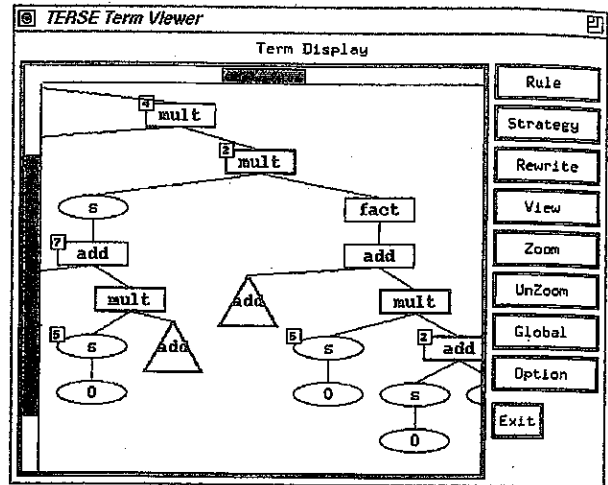 TERSE Term Viewer
Term Display
Rule
Strategy
Rewrite
View
Zoom
UnZoom
Global
Option
Exit
4 mult
2 mult
s fact
7 add add
mult add mult
5 s add 5 s 2 add
0 0 s
0